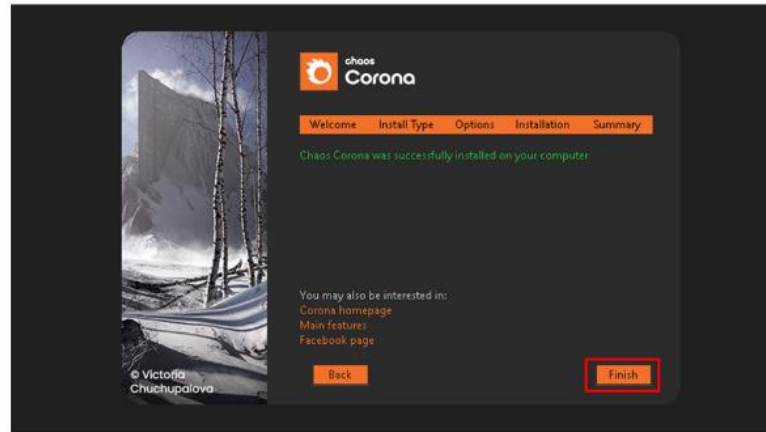 chaos
Corona
Welcome Install Type Options Installation Summary
Chaos Corona was successfully installed on your computer
You may also be interested in:
Corona homepage
Main features
Facebook page
Back Finish
© Victoria
Chuchupalova